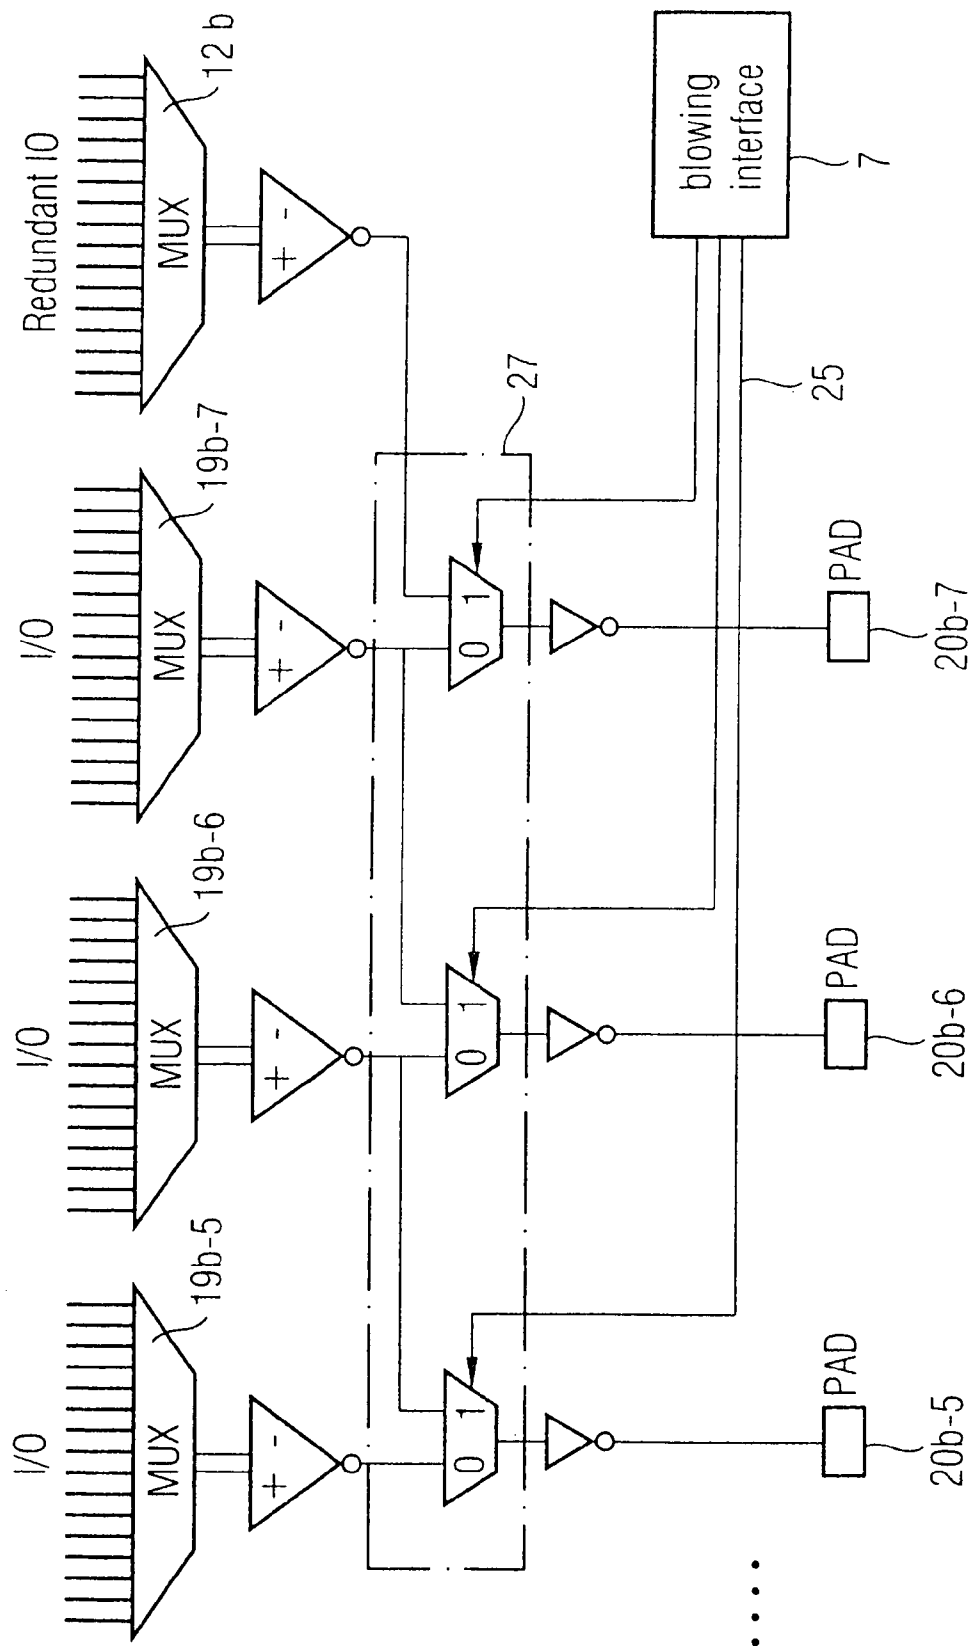 Redundant IO
MUX
12 b
+ -
I/O
MUX
19b-7
+ -
I/O
MUX
19b-6
+ -
I/O
MUX
19b-5
+ -
27
0 1
0 1
0 1
blowing
interface
7
25
PAD
20b-7
PAD
20b-6
PAD
20b-5